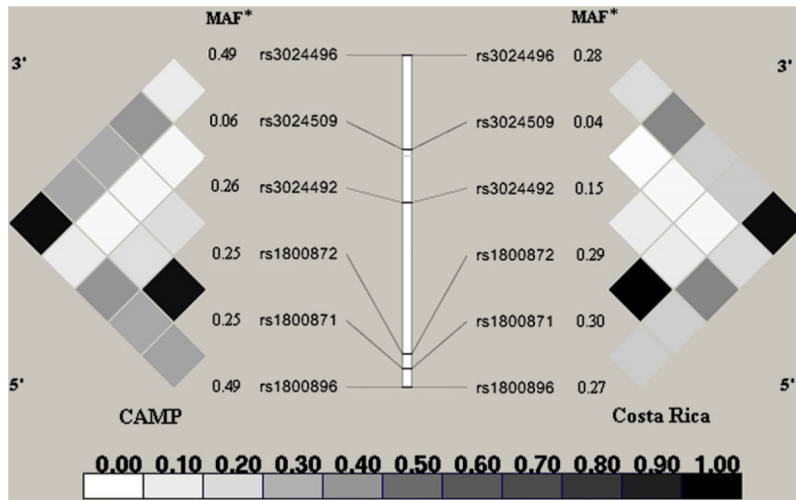 MAF* MAF*
3' 0.49 rs3024496 rs3024496 0.28 3'
0.06 rs3024509 rs3024509 0.04
0.26 rs3024492 rs3024492 0.15
0.25 rs1800872 rs1800872 0.29
0.25 rs1800871 rs1800871 0.30
5' 0.49 rs1800896 rs1800896 0.27 5'
CAMP Costa Rica
0.00 0.10 0.20 0.30 0.40 0.50 0.60 0.70 0.80 0.90 1.00